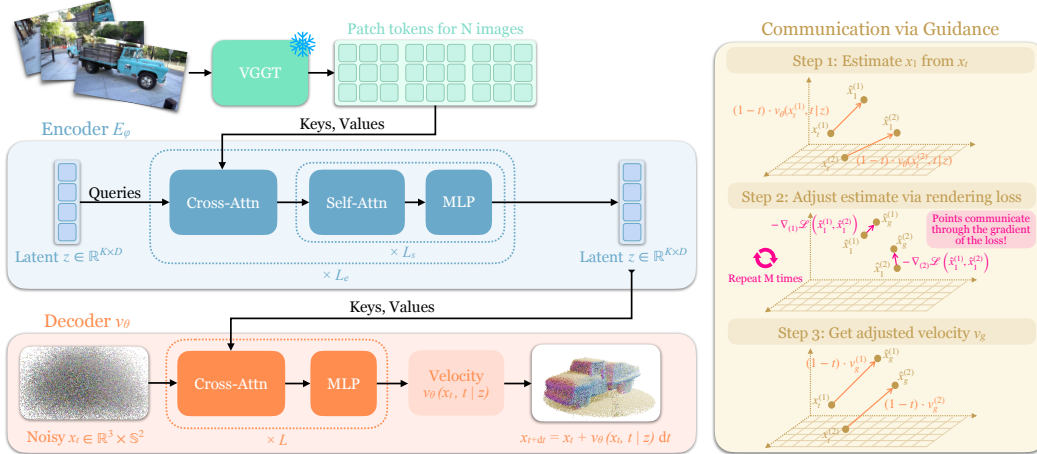 Patch tokens for N images
VGGT
Keys, Values
Encoder Eφ
Queries
Cross-Attn
Self-Attn
MLP
Latent z ∈ ℝ^{K×D}
× L_s
× L_e
Latent z ∈ ℝ^{K×D}
Keys, Values
Decoder v_θ
Cross-Attn
MLP
Velocity
v_θ (x_t, t | z)
Noisy x_t ∈ ℝ³ × 𝕊²
× L
x_{t+dt} = x_t + v_θ (x_t, t | z) dt
Communication via Guidance
Step 1: Estimate x_1 from x_t
x̂_1^{(1)}
(1 − t) · v_θ(x_t^{(1)}, t | z)
x̂_1^{(2)}
x_t^{(1)}
x_t^{(2)}
(1 − t) · v_θ(x_t^{(2)}, t | z)
Step 2: Adjust estimate via rendering loss
− ∇_{(1)} ℒ (x̂_1^{(1)}, x̂_1^{(2)})
x̂_g^{(1)}
Points communicate
through the gradient
of the loss!
x̂_1^{(1)}
x̂_g^{(2)}
x̂_1^{(2)}
− ∇_{(2)} ℒ (x̂_1^{(1)}, x̂_1^{(2)})
Repeat M times
Step 3: Get adjusted velocity v_g
x̂_g^{(1)}
(1 − t) · v_g^{(1)}
x̂_g^{(2)}
x_t^{(1)}
(1 − t) · v_g^{(2)}
x_t^{(2)}